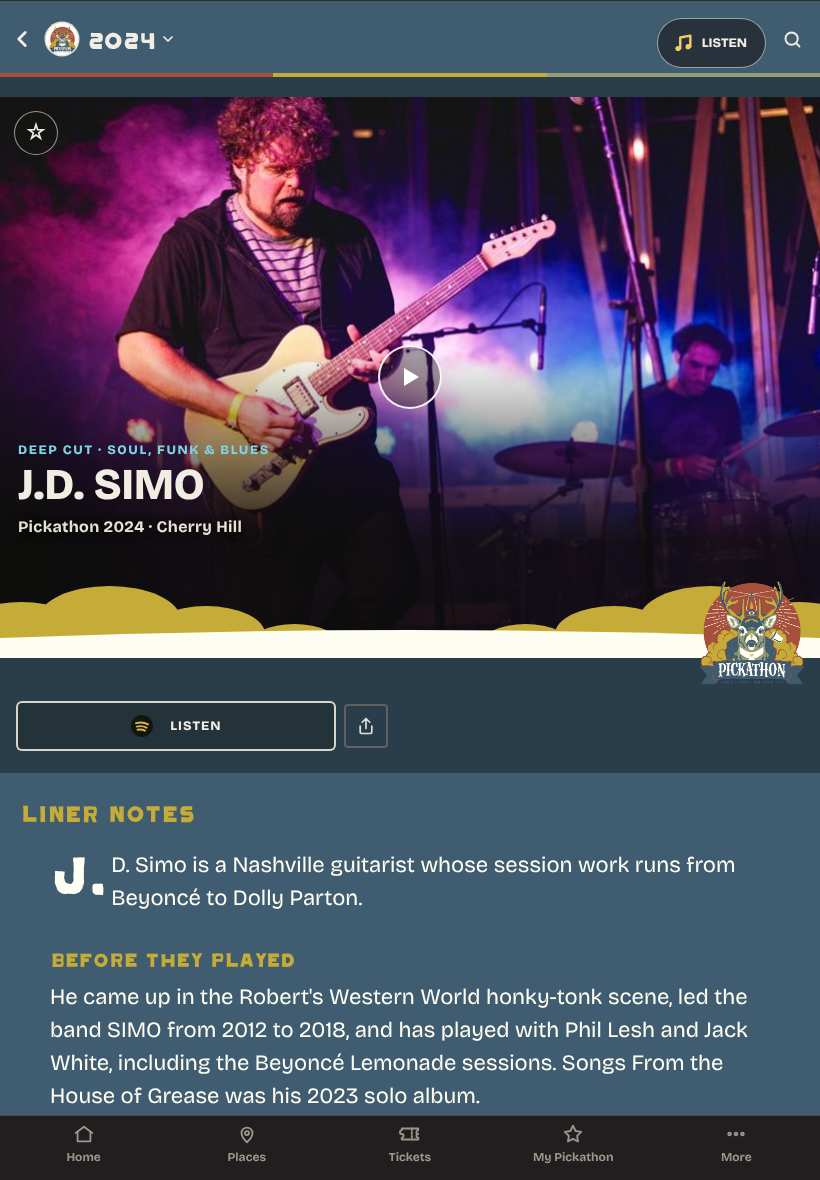 2024
LISTEN
DEEP CUT · SOUL, FUNK & BLUES
J.D. SIMO
Pickathon 2024 · Cherry Hill
PICKATHON
LISTEN
LINER NOTES
J. D. Simo is a Nashville guitarist whose session work runs from
Beyoncé to Dolly Parton.
BEFORE THEY PLAYED
He came up in the Robert's Western World honky-tonk scene, led the
band SIMO from 2012 to 2018, and has played with Phil Lesh and Jack
White, including the Beyoncé Lemonade sessions. Songs From the
House of Grease was his 2023 solo album.
Home
Places
Tickets
My Pickathon
More